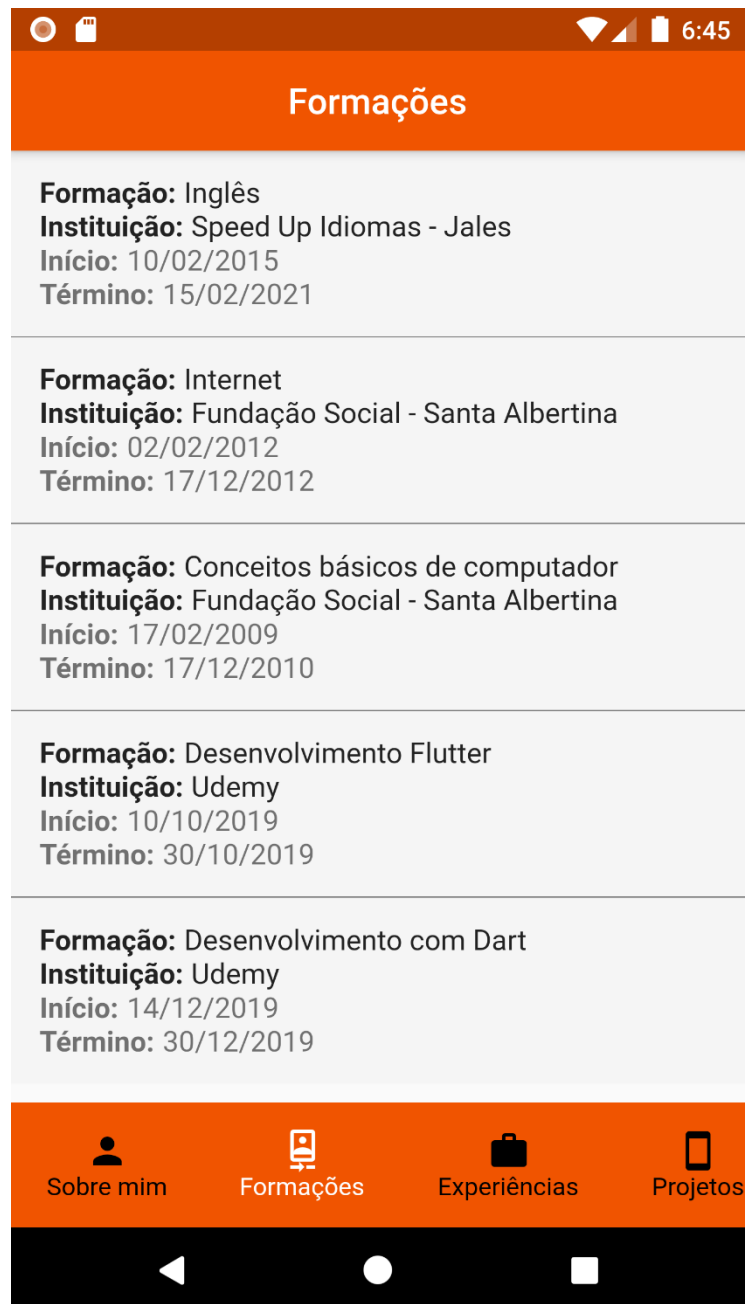 6:45
Formações
Formação: Inglês
Instituição: Speed Up Idiomas - Jales
Início: 10/02/2015
Término: 15/02/2021
Formação: Internet
Instituição: Fundação Social - Santa Albertina
Início: 02/02/2012
Término: 17/12/2012
Formação: Conceitos básicos de computador
Instituição: Fundação Social - Santa Albertina
Início: 17/02/2009
Término: 17/12/2010
Formação: Desenvolvimento Flutter
Instituição: Udemy
Início: 10/10/2019
Término: 30/10/2019
Formação: Desenvolvimento com Dart
Instituição: Udemy
Início: 14/12/2019
Término: 30/12/2019
Sobre mim Formações Experiências Projetos